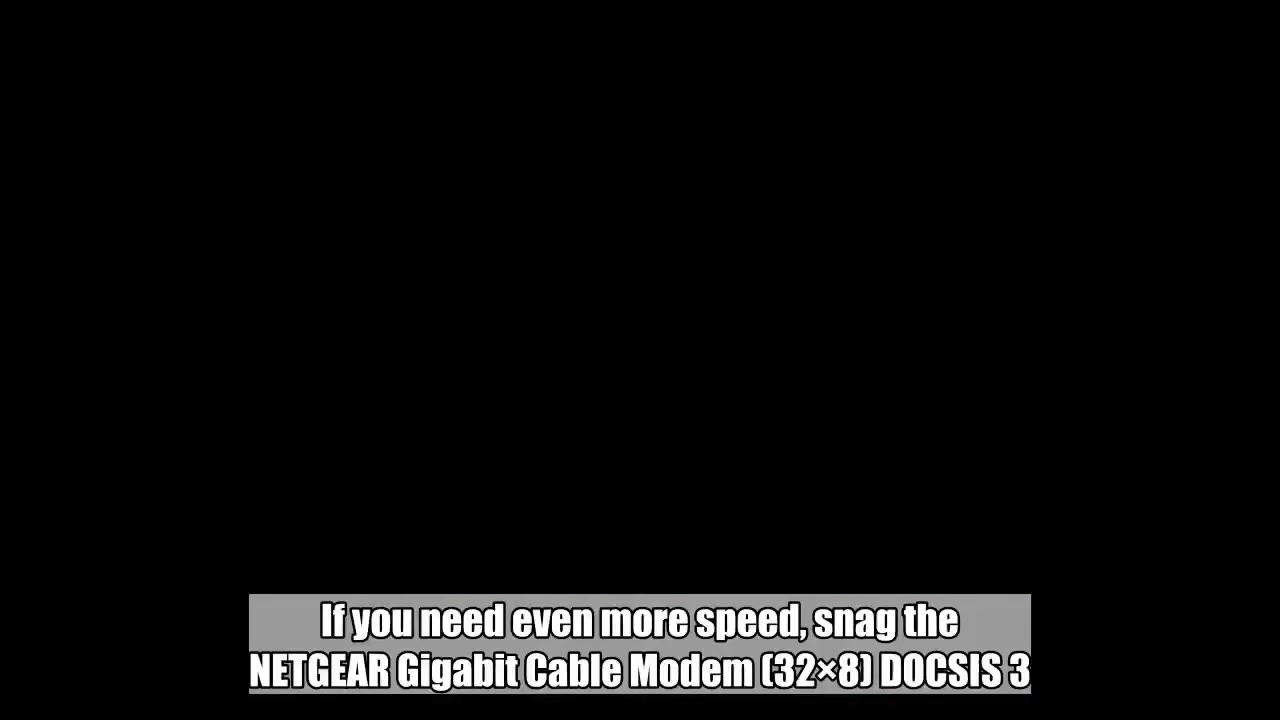 If you need even more speed, snag the
NETGEAR Gigabit Cable Modem (32×8) DOCSIS 3